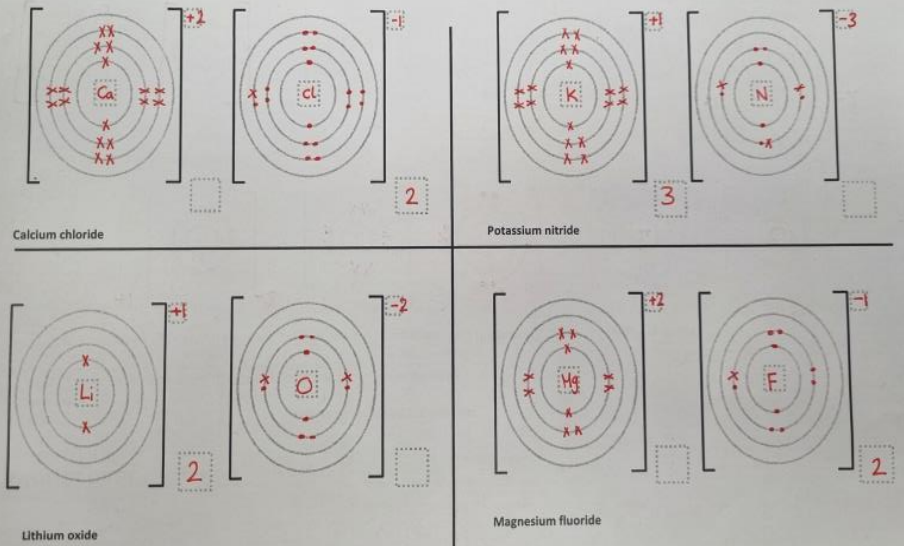 +2
-1
Ca
Cl
2
Calcium chloride
+1
-3
K
N
3
Potassium nitride
+1
-2
Li
O
2
Lithium oxide
+2
-1
Mg
F
2
Magnesium fluoride